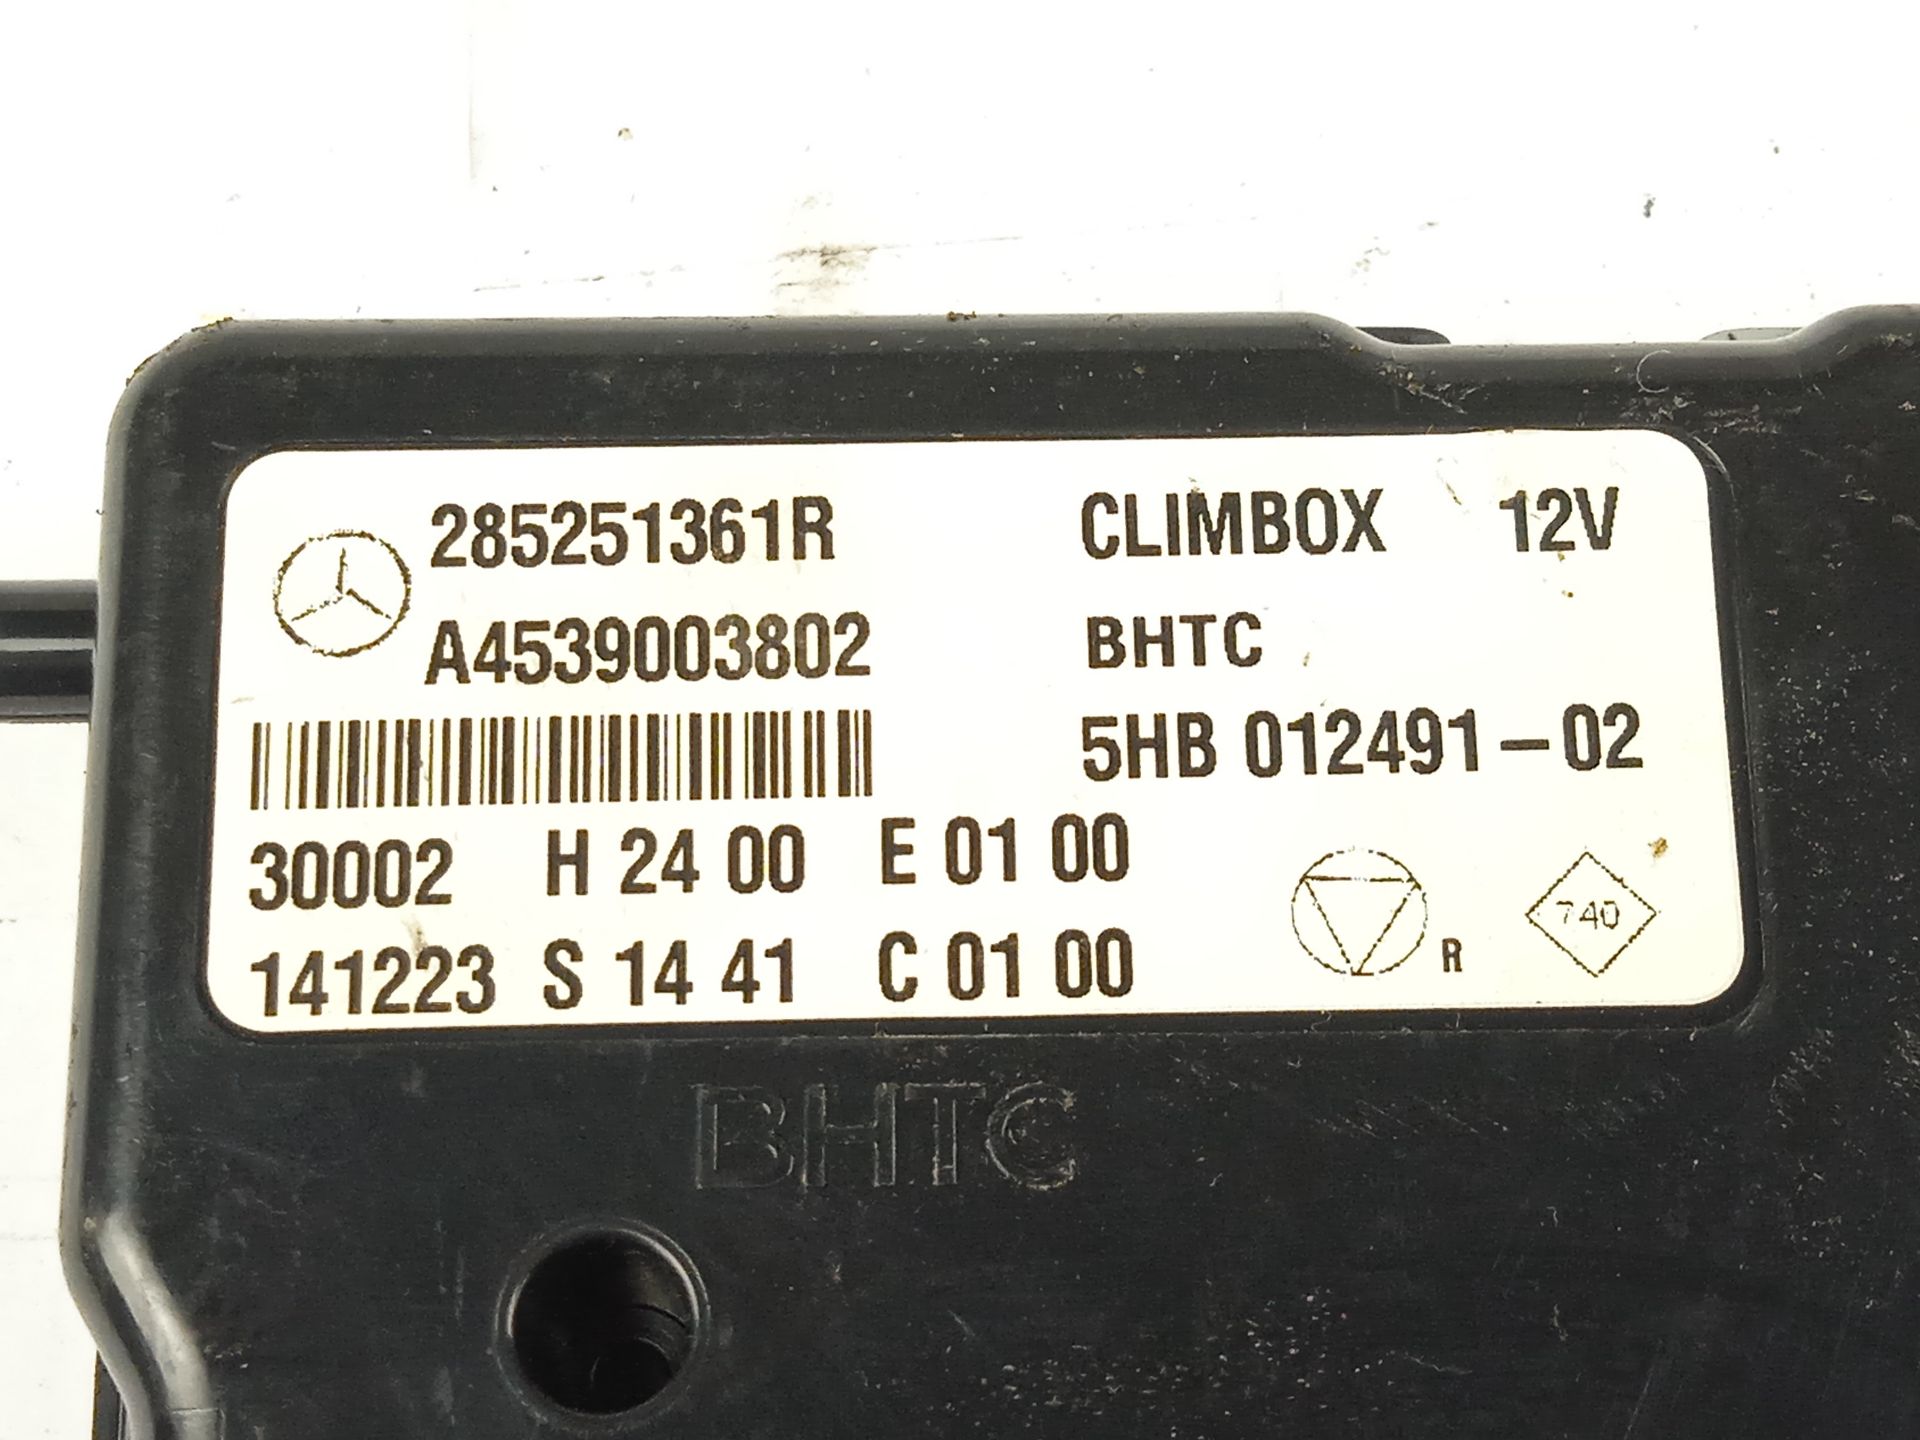 285251361R CLIMBOX 12V
A4539003802 BHTC
5HB 012491-02
30002 H 24 00 E 01 00
141223 S 14 41 C 01 00
R 740
BHTC